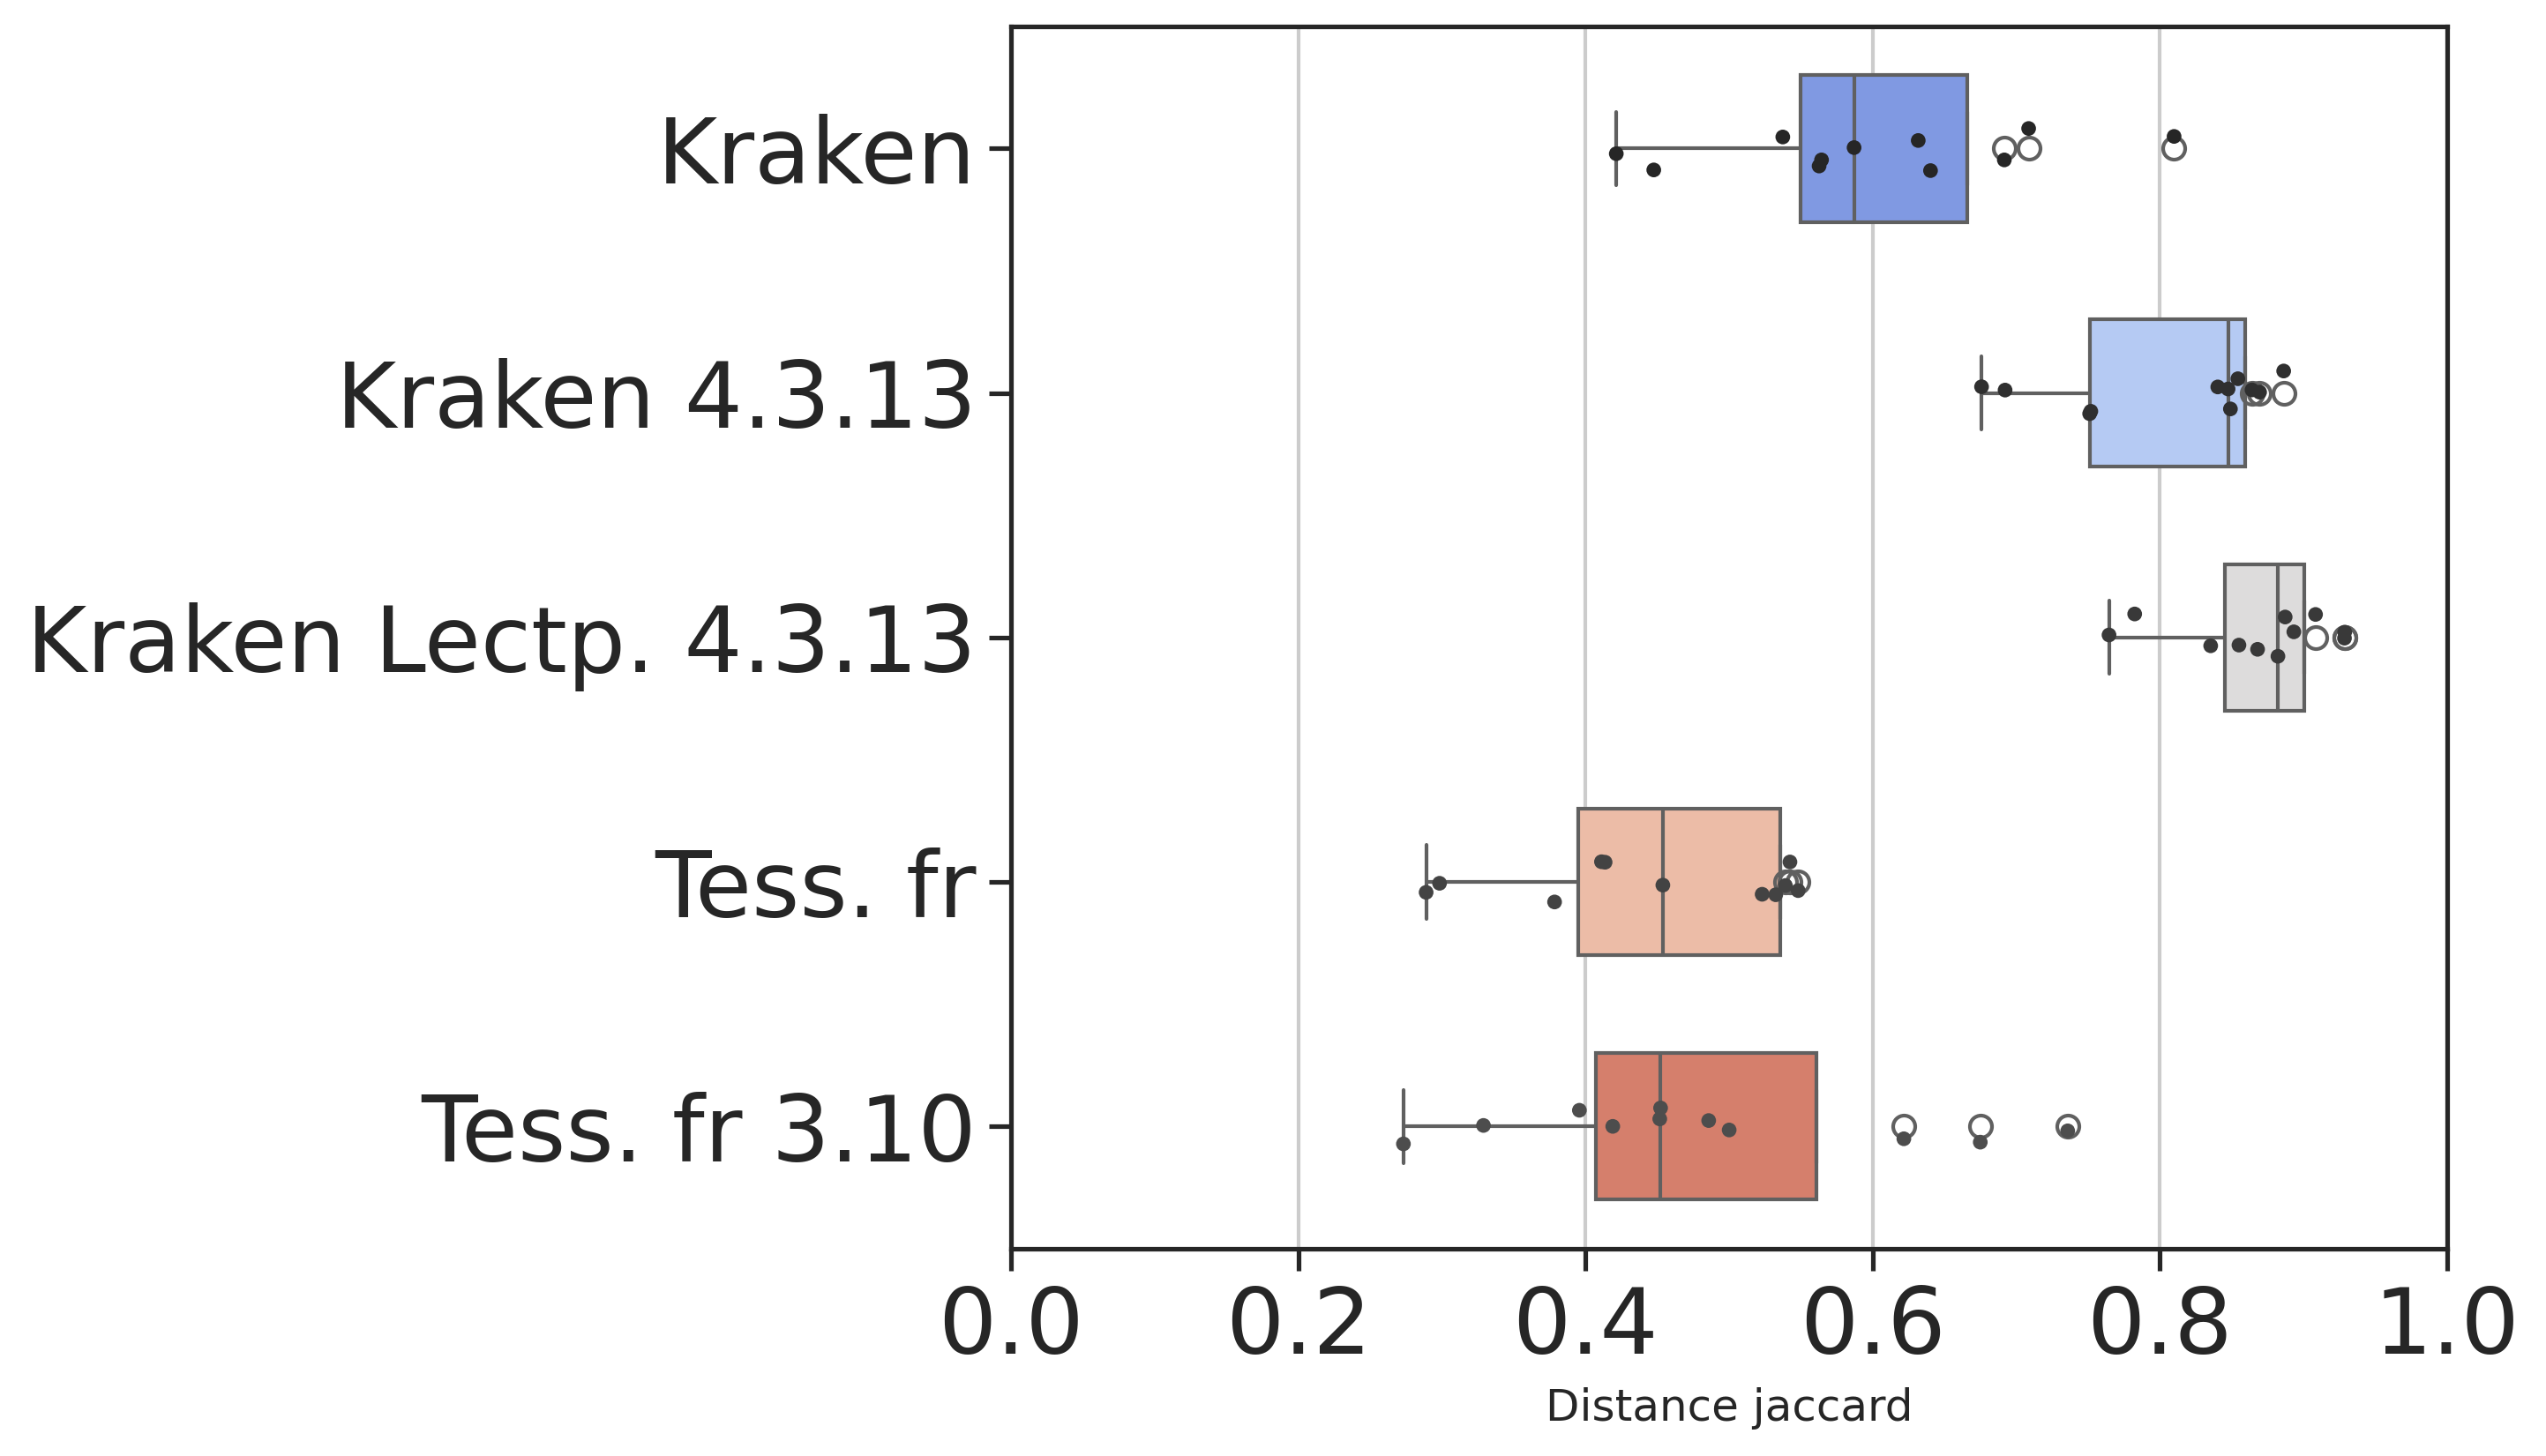 Kraken
Kraken 4.3.13
Kraken Lectp. 4.3.13
Tess. fr
Tess. fr 3.10
0.0 0.2 0.4 0.6 0.8 1.0
Distance jaccard